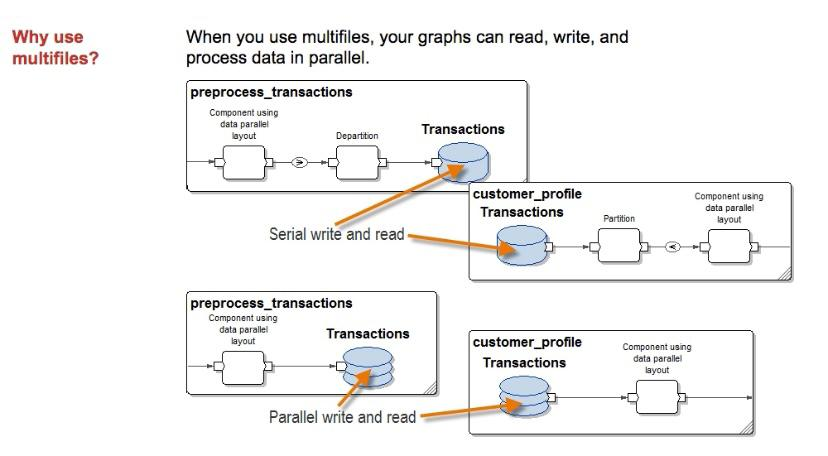 Why use
multifiles?
When you use multifiles, your graphs can read, write, and
process data in parallel.
preprocess_transactions
Component using
data parallel
layout
Departition
Transactions
customer_profile
Transactions
Partition
Component using
data parallel
layout
Serial write and read
preprocess_transactions
Component using
data parallel
layout
Transactions
customer_profile
Transactions
Component using
data parallel
layout
Parallel write and read